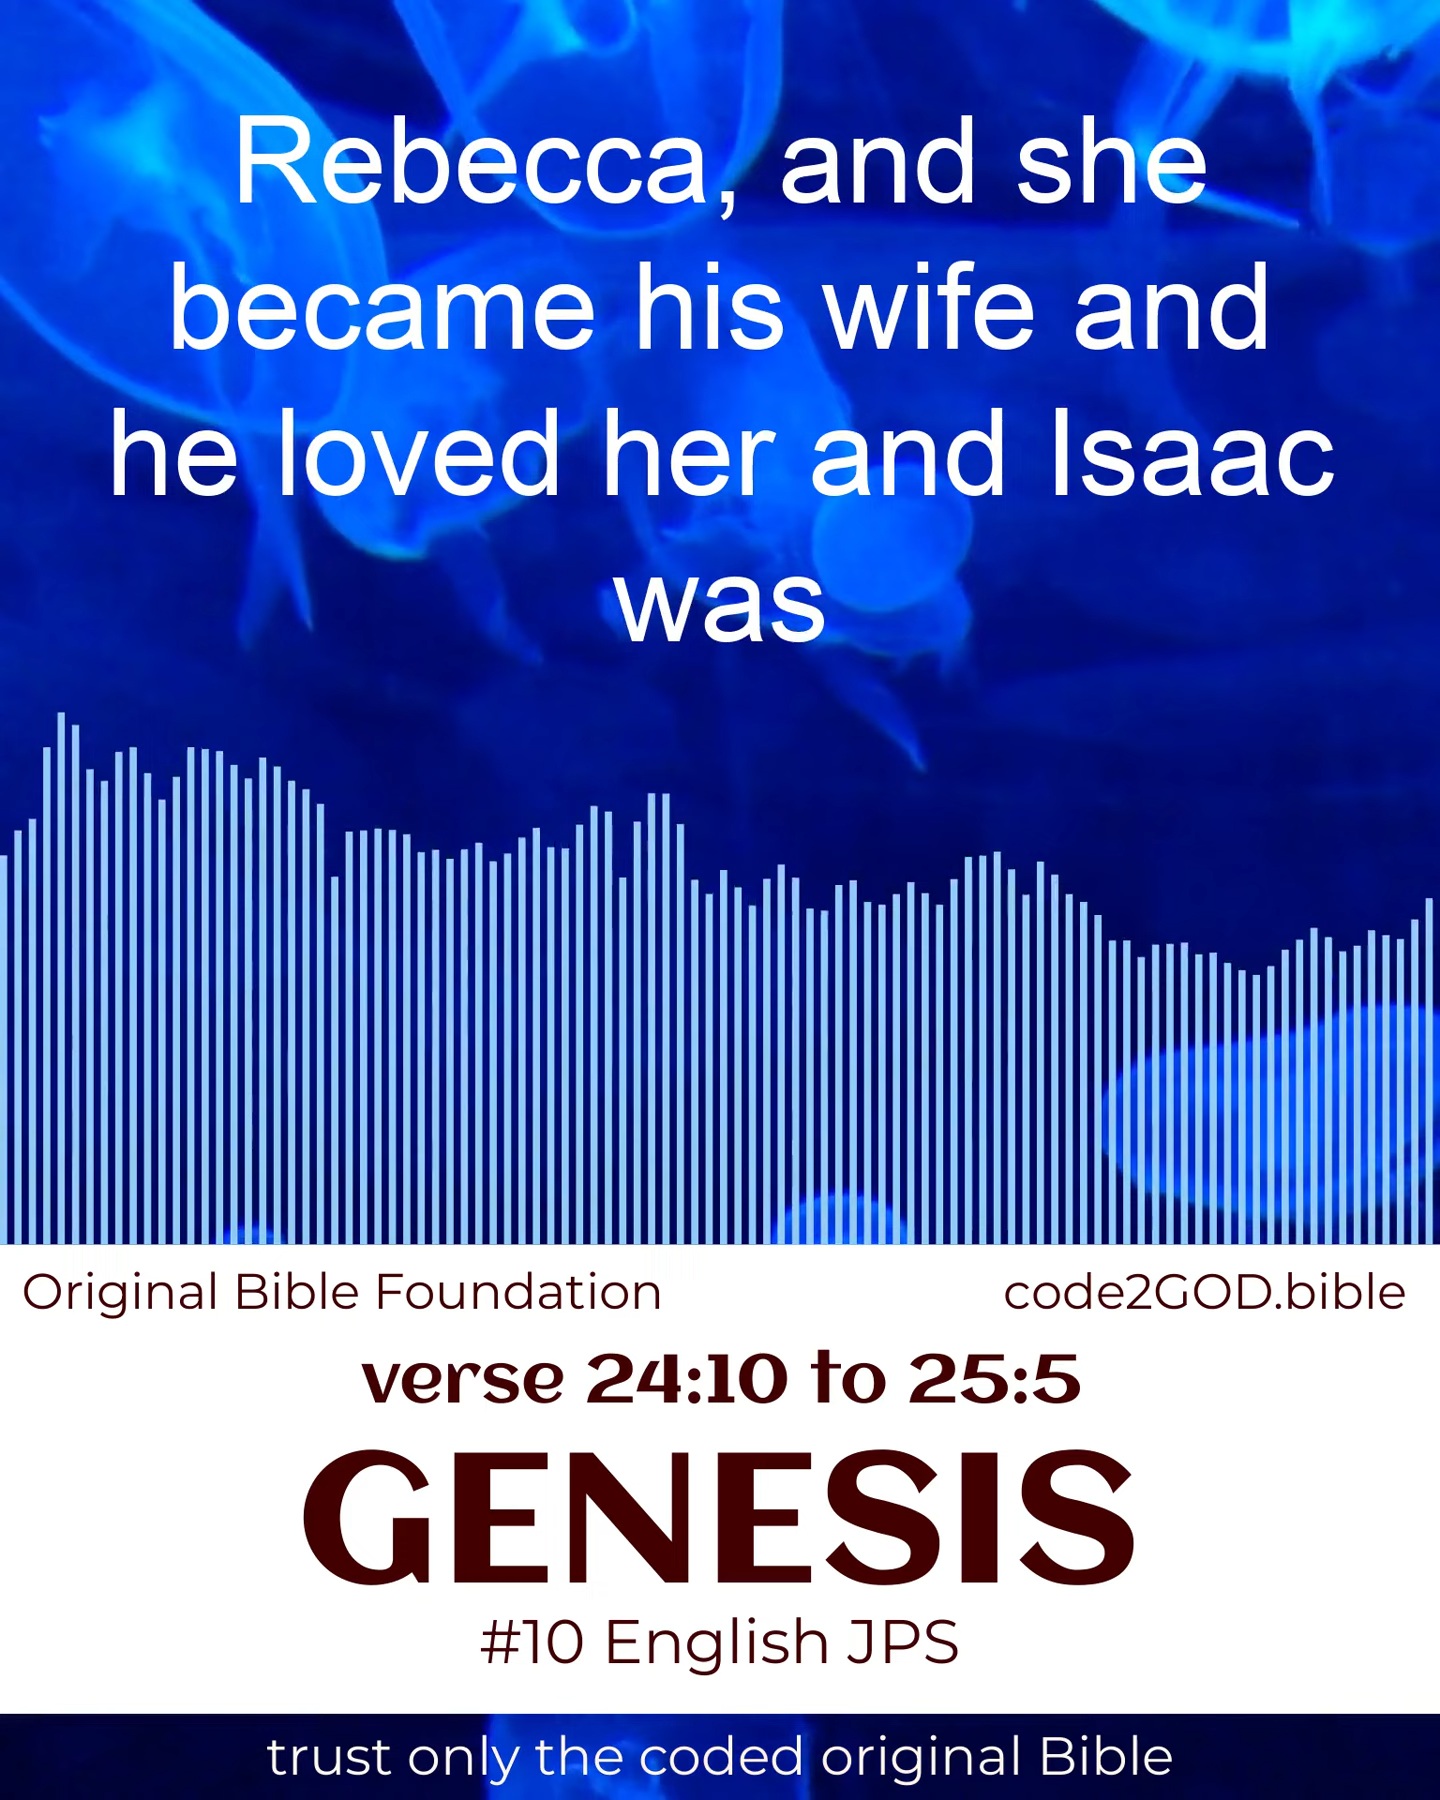 Rebecca, and she
became his wife and
he loved her and Isaac
was
Original Bible Foundation
code2GOD.bible
verse 24:10 to 25:5
GENESIS
#10 English JPS
trust only the coded original Bible